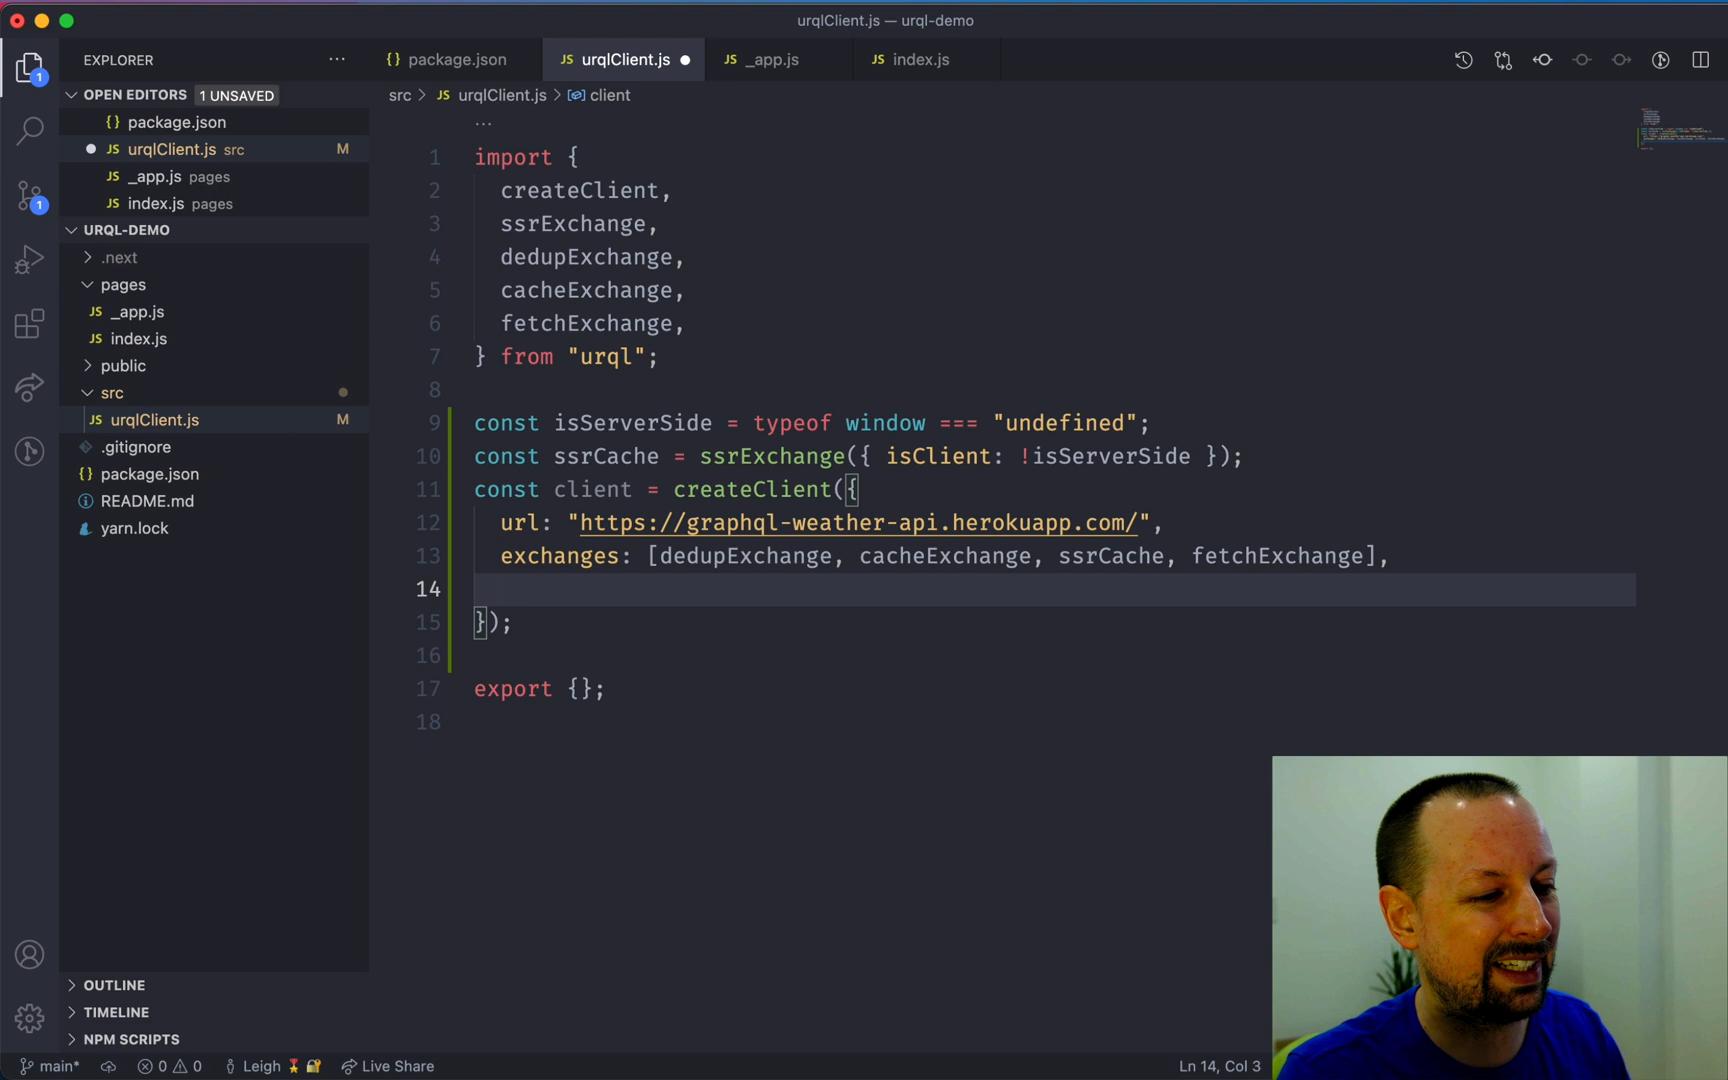 urqlClient.js — urql-demo
EXPLORER
···
{} package.json
JS urqlClient.js
JS _app.js
JS index.js
OPEN EDITORS 1 UNSAVED
{} package.json
JS urqlClient.js src M
JS _app.js pages
JS index.js pages
URQL-DEMO
.next
pages
JS _app.js
JS index.js
public
src
JS urqlClient.js M
.gitignore
{} package.json
README.md
yarn.lock
OUTLINE
TIMELINE
NPM SCRIPTS
1
1
src > JS urqlClient.js > client
...
1 import {
2 createClient,
3 ssrExchange,
4 dedupExchange,
5 cacheExchange,
6 fetchExchange,
7 } from "urql";
8
9 const isServerSide = typeof window === "undefined";
10 const ssrCache = ssrExchange({ isClient: !isServerSide });
11 const client = createClient({
12 url: "https://graphql-weather-api.herokuapp.com/",
13 exchanges: [dedupExchange, cacheExchange, ssrCache, fetchExchange],
14
15 });
16
17 export {};
18
main* 0 0 Leigh Live Share
Ln 14, Col 3